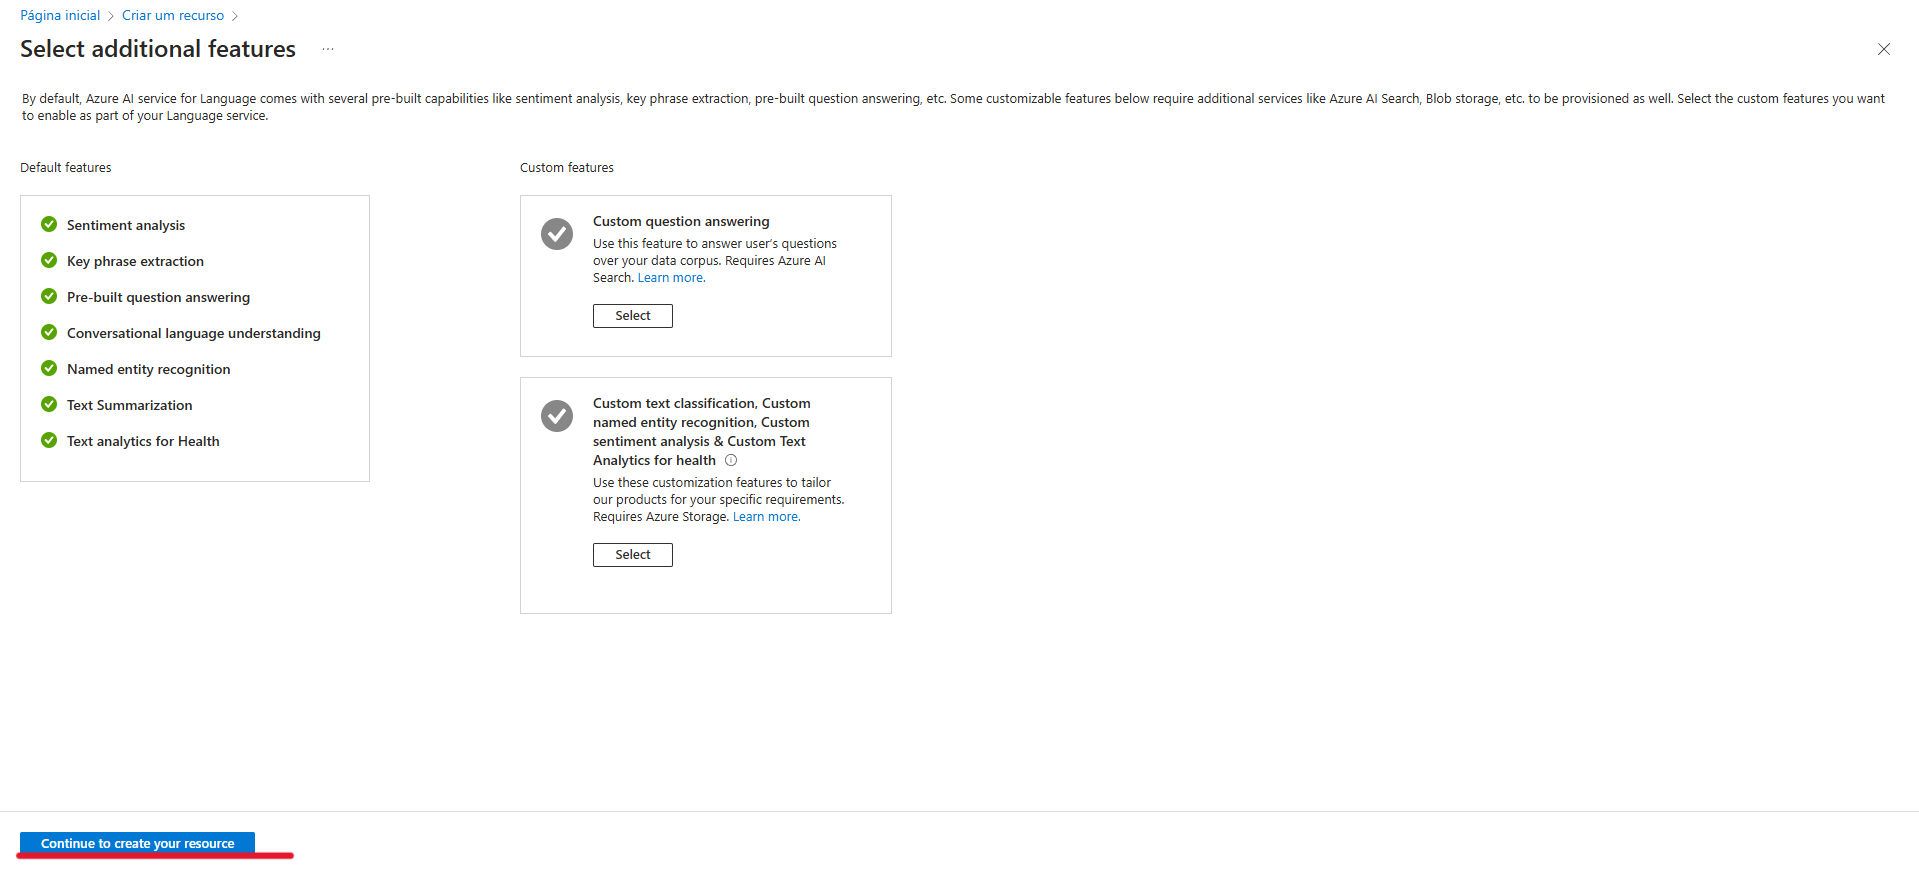 Página inicial > Criar um recurso >
Select additional features ...
By default, Azure AI service for Language comes with several pre-built capabilities like sentiment analysis, key phrase extraction, pre-built question answering, etc. Some customizable features below require additional services like Azure AI Search, Blob storage, etc. to be provisioned as well. Select the custom features you want
to enable as part of your Language service.
Default features
Sentiment analysis
Key phrase extraction
Pre-built question answering
Conversational language understanding
Named entity recognition
Text Summarization
Text analytics for Health
Custom features
Custom question answering
Use this feature to answer user's questions
over your data corpus. Requires Azure AI
Search. Learn more.
Select
Custom text classification, Custom
named entity recognition, Custom
sentiment analysis & Custom Text
Analytics for health
Use these customization features to tailor
our products for your specific requirements.
Requires Azure Storage. Learn more.
Select
Continue to create your resource